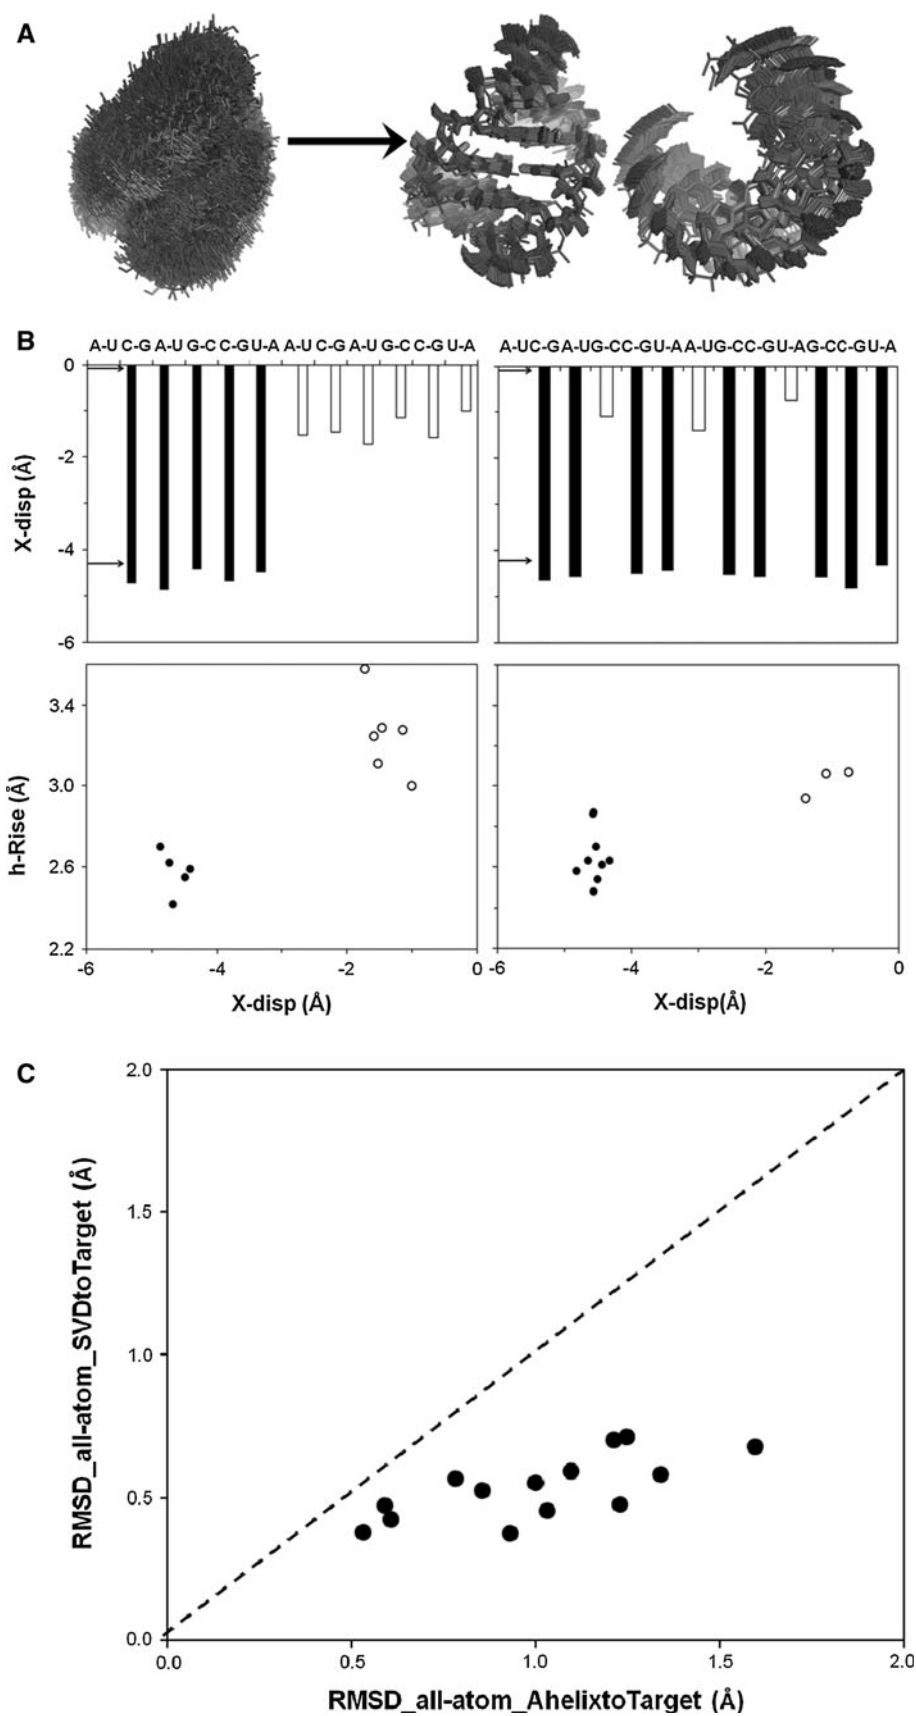 A
B
A-U C-G A-U G-C C-G U-A A-U C-G A-U G-C C-G U-A
A-UC-GA-UG-CC-GU-AA-UG-CC-GU-AG-CC-GU-A
0
-2
-4
-6
X-disp (Å)
3.4
3.0
2.6
2.2
h-Rise (Å)
-6 -4 -2 0
X-disp (Å)
-6 -4 -2 0
X-disp(Å)
C
2.0
1.5
1.0
0.5
0.0
RMSD_all-atom_SVDtoTarget (Å)
0.0 0.5 1.0 1.5 2.0
RMSD_all-atom_AhelixtoTarget (Å)